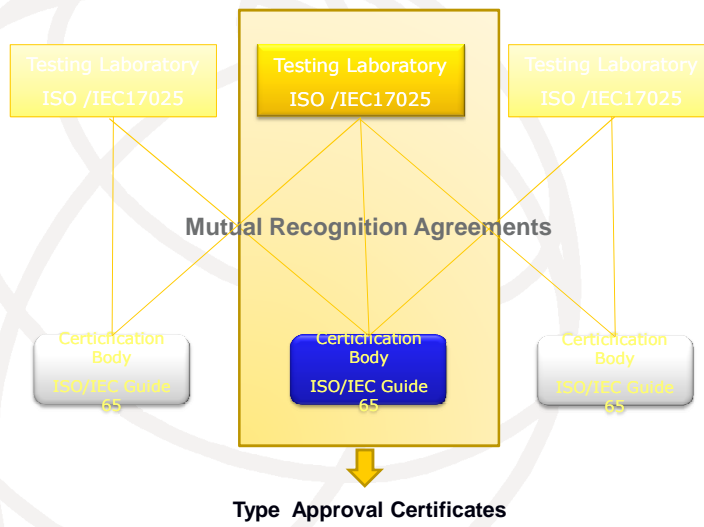 Testing Laboratory
ISO /IEC17025
Testing Laboratory
ISO /IEC17025
Testing Laboratory
ISO /IEC17025
Mutual Recognition Agreements
Certicfication
Body
ISO/IEC Guide
65
Certicfication
Body
ISO/IEC Guide
65
Certicfication
Body
ISO/IEC Guide
65
Type Approval Certificates